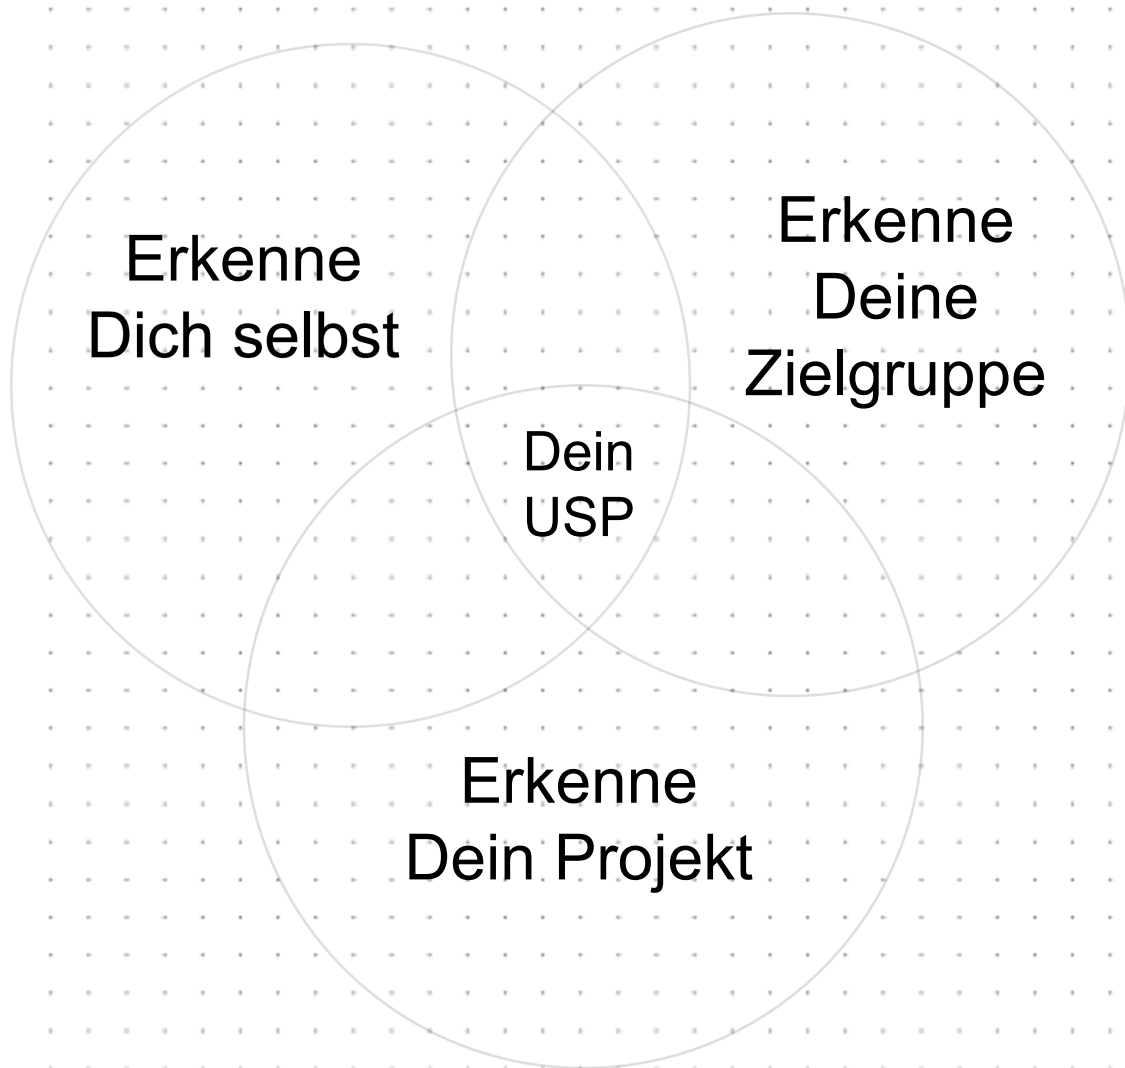 Erkenne
Dich selbst
Erkenne
Deine
Zielgruppe
Dein
USP
Erkenne
Dein Projekt